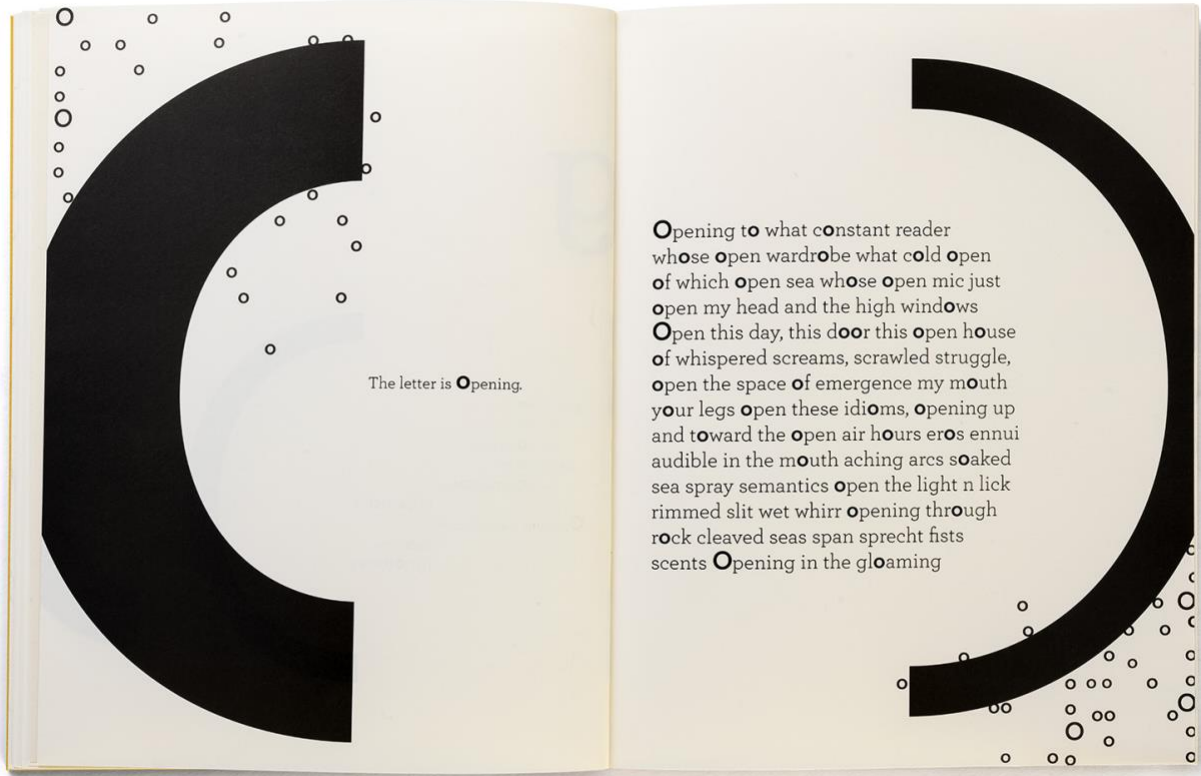 The letter is Opening.
Opening to what constant reader
whose open wardrobe what cold open
of which open sea whose open mic just
open my head and the high windows
Open this day, this door this open house
of whispered screams, scrawled struggle,
open the space of emergence my mouth
your legs open these idioms, opening up
and toward the open air hours eros ennui
audible in the mouth aching arcs soaked
sea spray semantics open the light n lick
rimmed slit wet whirr opening through
rock cleaved seas span sprecht fists
scents Opening in the gloaming